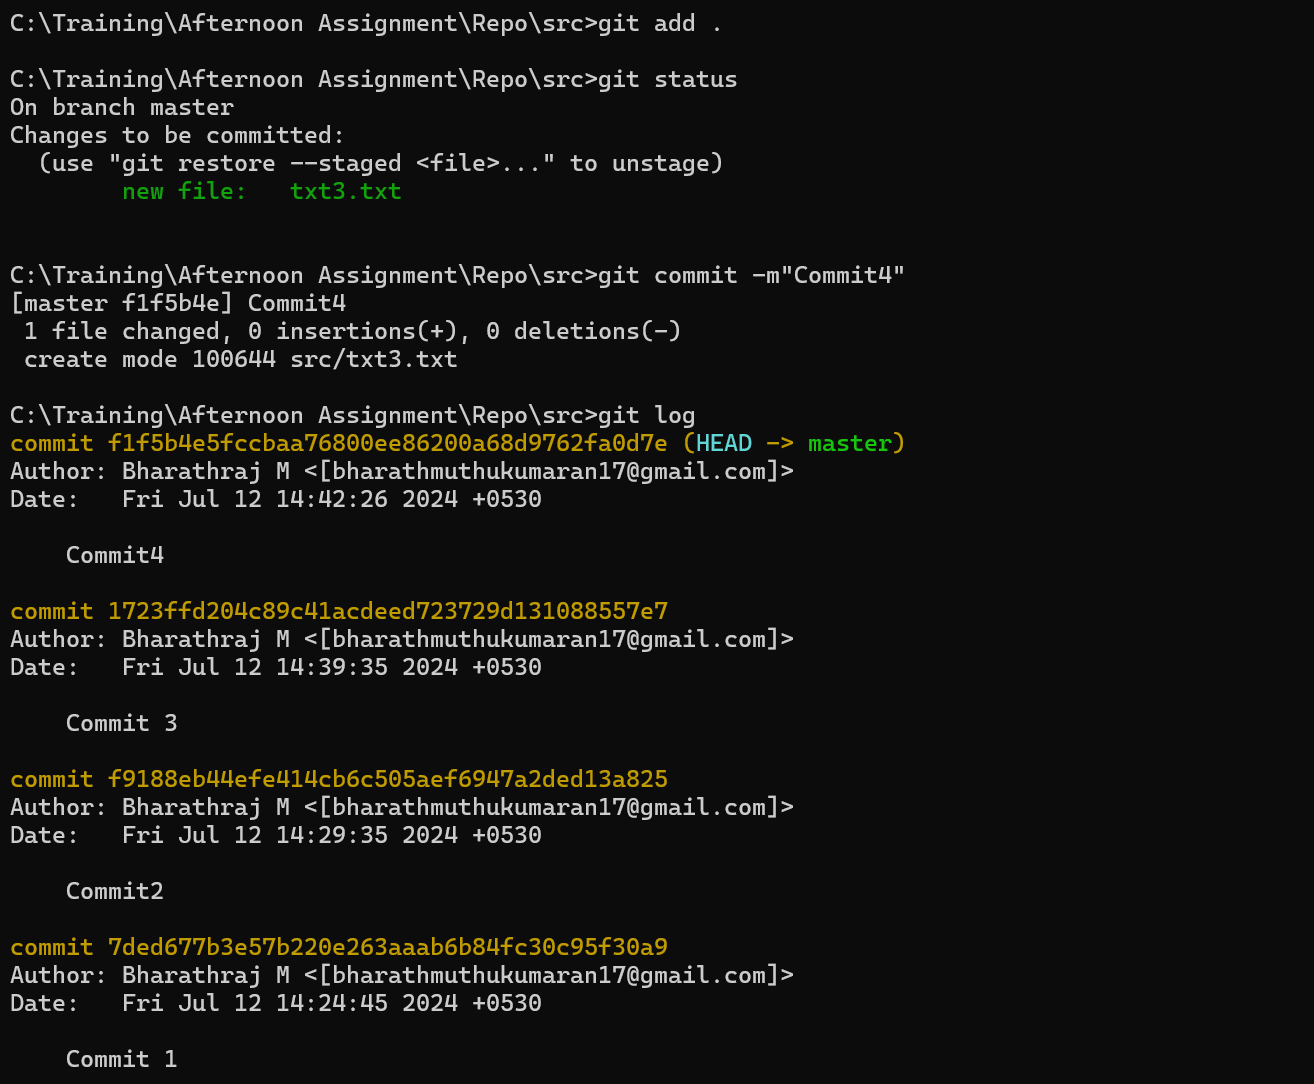 C:\Training\Afternoon Assignment\Repo\src>git add .
C:\Training\Afternoon Assignment\Repo\src>git status
On branch master
Changes to be committed:
  (use "git restore --staged <file>..." to unstage)
        new file:   txt3.txt
C:\Training\Afternoon Assignment\Repo\src>git commit -m"Commit4"
[master f1f5b4e] Commit4
 1 file changed, 0 insertions(+), 0 deletions(-)
 create mode 100644 src/txt3.txt
C:\Training\Afternoon Assignment\Repo\src>git log
commit f1f5b4e5fccbaa76800ee86200a68d9762fa0d7e (HEAD -> master)
Author: Bharathraj M <[bharathmuthukumaran17@gmail.com]>
Date:   Fri Jul 12 14:42:26 2024 +0530
    Commit4
commit 1723ffd204c89c41acdeed723729d131088557e7
Author: Bharathraj M <[bharathmuthukumaran17@gmail.com]>
Date:   Fri Jul 12 14:39:35 2024 +0530
    Commit 3
commit f9188eb44efe414cb6c505aef6947a2ded13a825
Author: Bharathraj M <[bharathmuthukumaran17@gmail.com]>
Date:   Fri Jul 12 14:29:35 2024 +0530
    Commit2
commit 7ded677b3e57b220e263aaab6b84fc30c95f30a9
Author: Bharathraj M <[bharathmuthukumaran17@gmail.com]>
Date:   Fri Jul 12 14:24:45 2024 +0530
    Commit 1